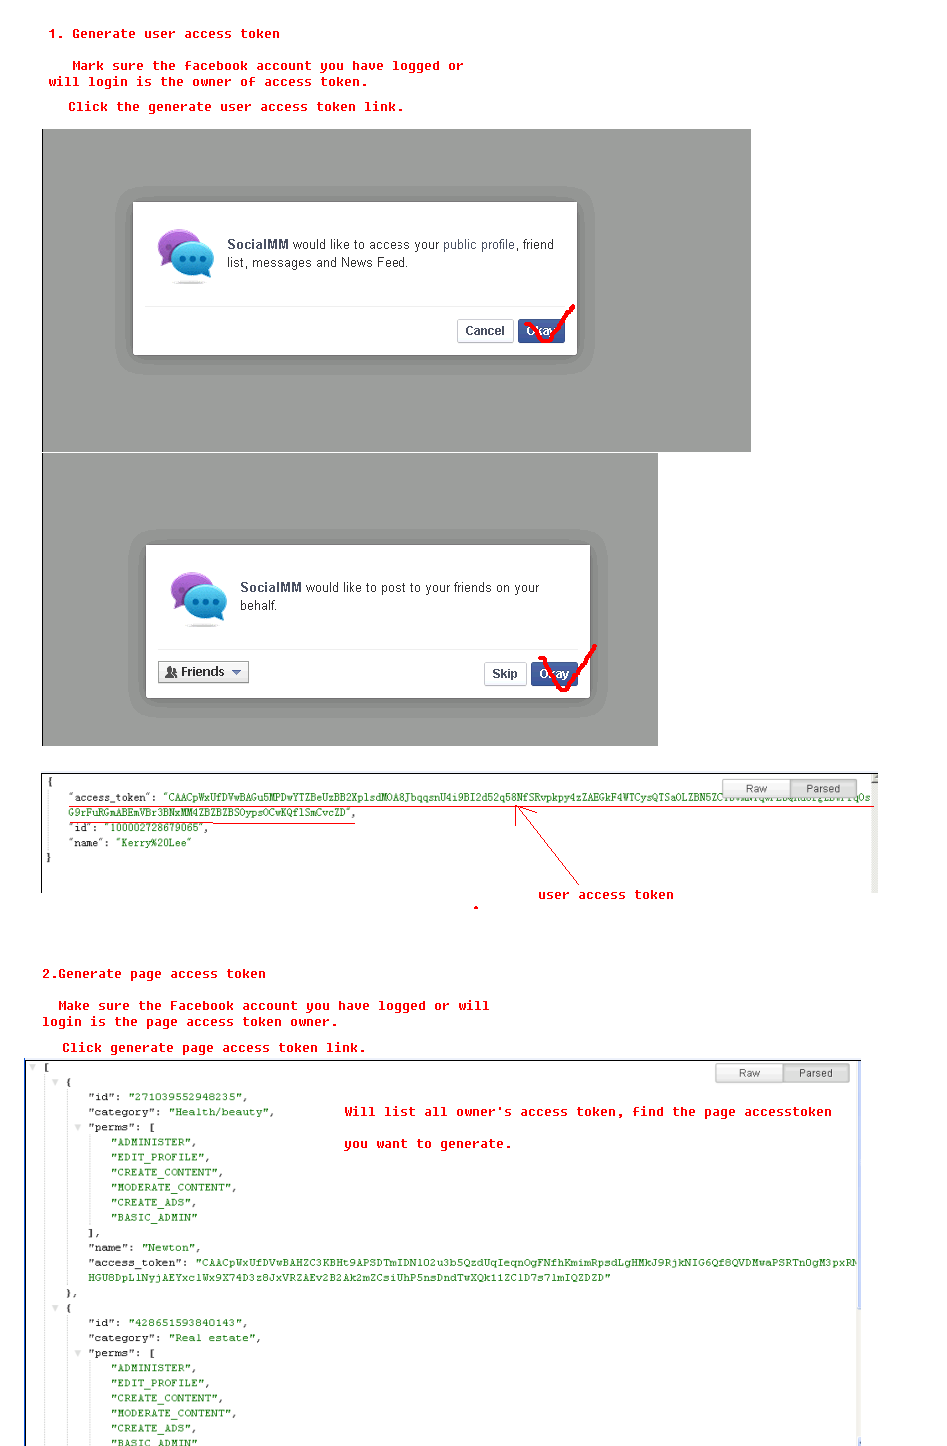 1. Generate user access token
Mark sure the facebook account you have logged or
will login is the owner of access token.
Click the generate user access token link.
SocialMM would like to access your public profile, friend
list, messages and News Feed.
Cancel
Okay
SocialMM would like to post to your friends on your
behalf.
Friends
Skip
Okay
{
Raw
Parsed
"access_token":
"id": "100002728679065",
"name": "Kerry%20Lee"
}
user access token
2.Generate page access token
Make sure the Facebook account you have logged or will
login is the page access token owner.
Click generate page access token link.
[
Raw
Parsed
{
"id": "271039552948235",
"category": "Health/beauty",
Will list all owner's access token, find the page accesstoken
you want to generate.
"perms": [
"ADMINISTER",
"EDIT_PROFILE",
"CREATE_CONTENT",
"MODERATE_CONTENT",
"CREATE_ADS",
"BASIC_ADMIN"
],
"name": "Newton",
"access_token":
},
{
"id": "428651593840143",
"category": "Real estate",
"perms": [
"ADMINISTER",
"EDIT_PROFILE",
"CREATE_CONTENT",
"MODERATE_CONTENT",
"CREATE_ADS",
"BASIC_ADMIN"